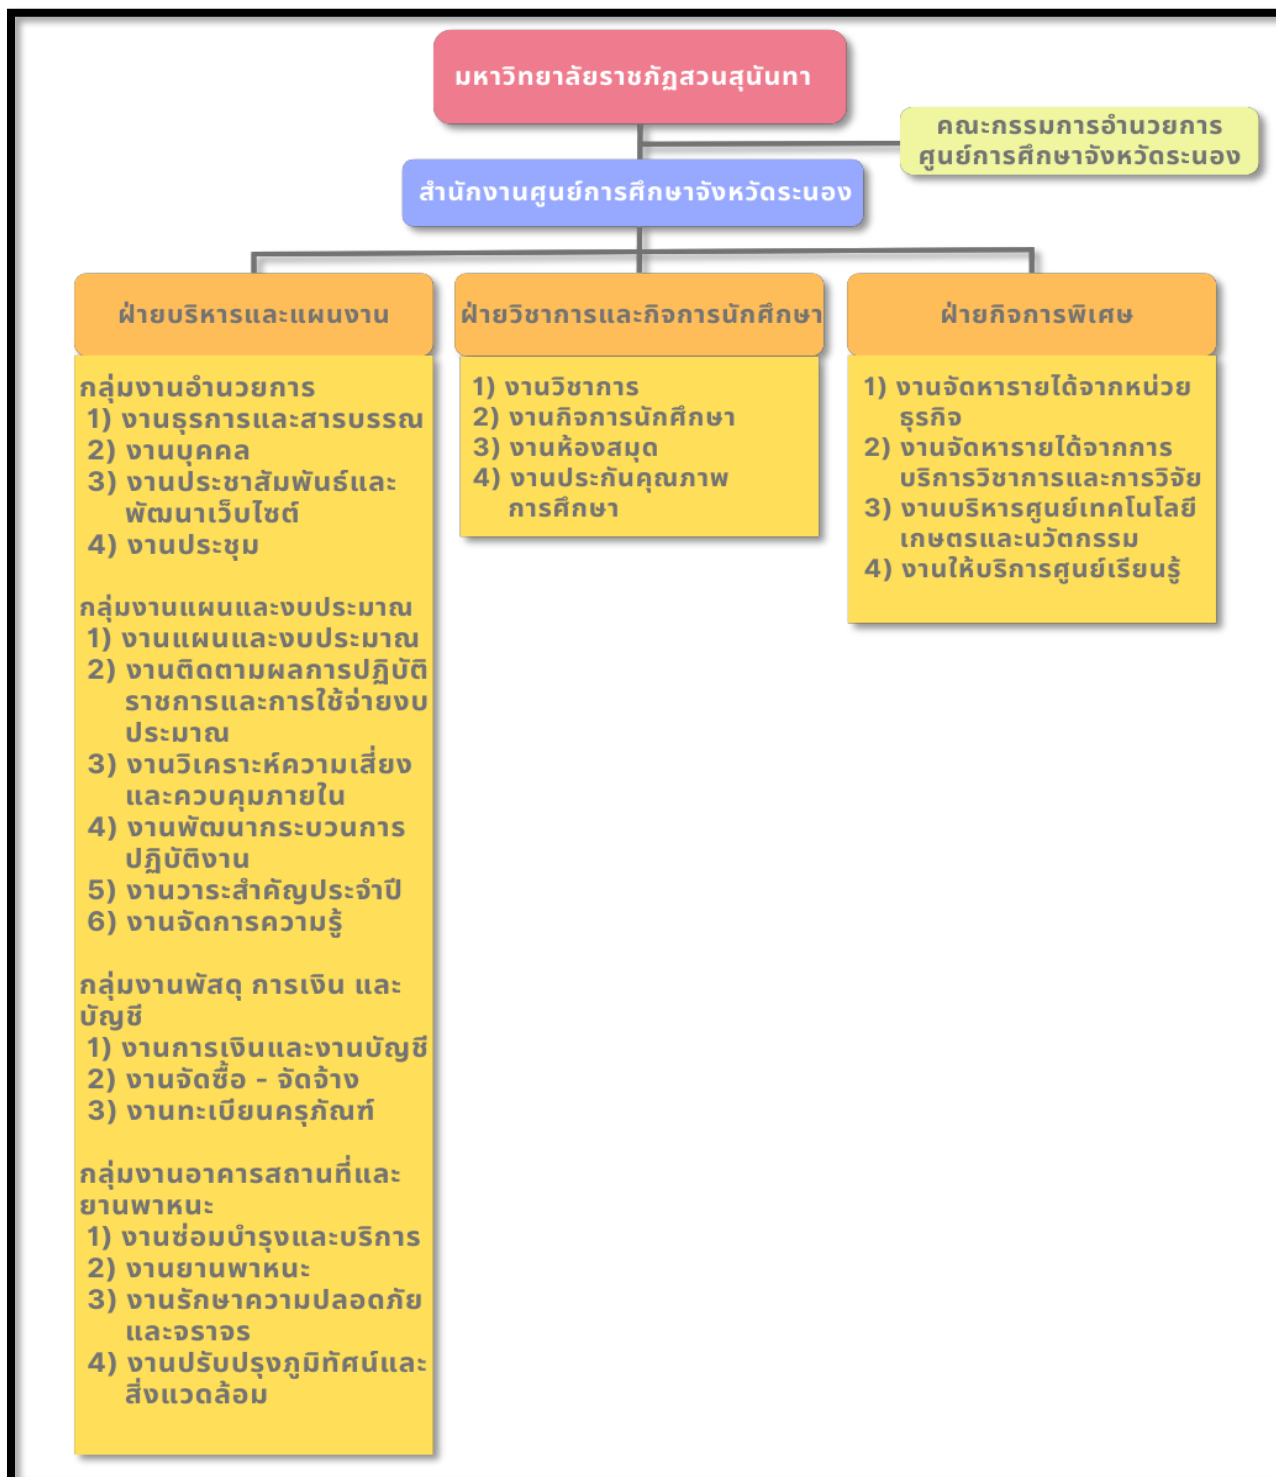 มหาวิทยาลัยราชภัฏสวนสุนันทา
คณะกรรมการอำนวยการ
ศูนย์การศึกษาจังหวัดระนอง
สำนักงานศูนย์การศึกษาจังหวัดระนอง
ฝ่ายบริหารและแผนงาน
กลุ่มงานอำนวยการ
1) งานธุรการและสารบรรณ
2) งานบุคคล
3) งานประชาสัมพันธ์และ
พัฒนาเว็บไซต์
4) งานประชุม
กลุ่มงานแผนและงบประมาณ
1) งานแผนและงบประมาณ
2) งานติดตามผลการปฏิบัติ
ราชการและการใช้จ่ายงบ
ประมาณ
3) งานวิเคราะห์ความเสี่ยง
และควบคุมภายใน
4) งานพัฒนากระบวนการ
ปฏิบัติงาน
5) งานวาระสำคัญประจำปี
6) งานจัดการความรู้
กลุ่มงานพัสดุ การเงิน และ
บัญชี
1) งานการเงินและงานบัญชี
2) งานจัดซื้อ - จัดจ้าง
3) งานทะเบียนครุภัณฑ์
กลุ่มงานอาคารสถานที่และ
ยานพาหนะ
1) งานซ่อมบำรุงและบริการ
2) งานยานพาหนะ
3) งานรักษาความปลอดภัย
และจราจร
4) งานปรับปรุงภูมิทัศน์และ
สิ่งแวดล้อม
ฝ่ายวิชาการและกิจการนักศึกษา
1) งานวิชาการ
2) งานกิจการนักศึกษา
3) งานห้องสมุด
4) งานประกันคุณภาพ
การศึกษา
ฝ่ายกิจการพิเศษ
1) งานจัดหารายได้จากหน่วย
ธุรกิจ
2) งานจัดหารายได้จากการ
บริการวิชาการและการวิจัย
3) งานบริหารศูนย์เทคโนโลยี
เกษตรและนวัตกรรม
4) งานให้บริการศูนย์เรียนรู้